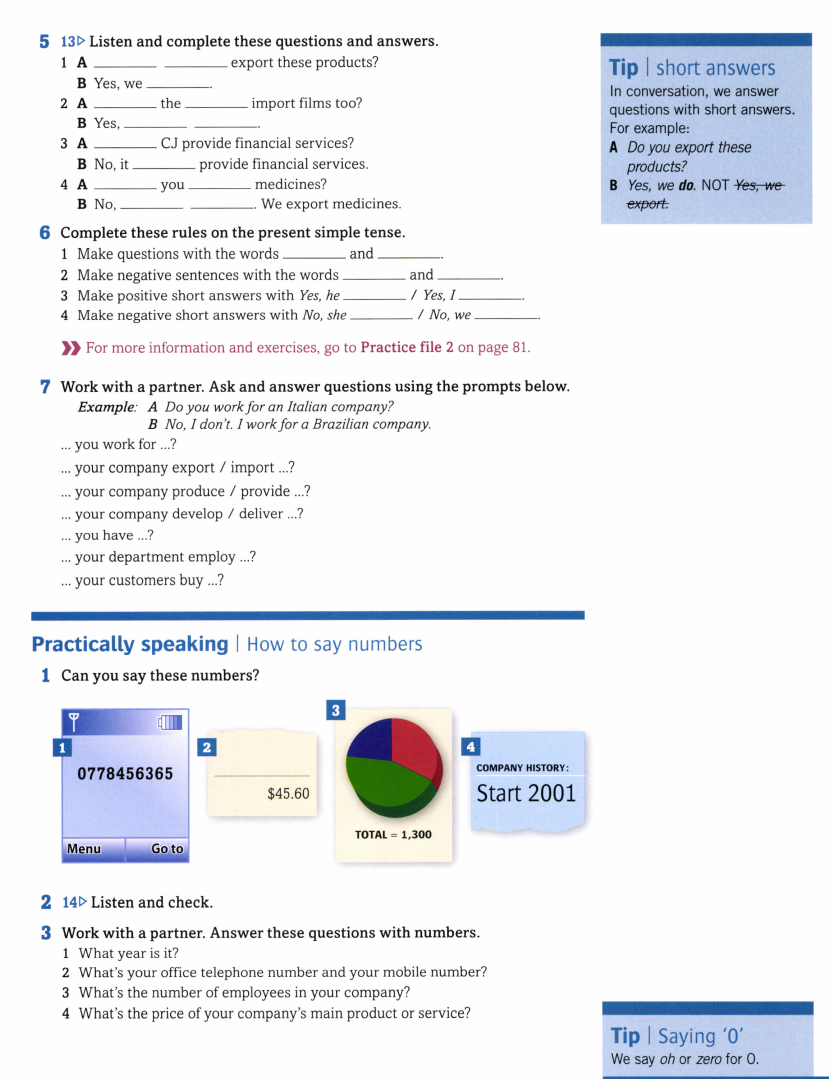 5 13▷ Listen and complete these questions and answers.
1 A ________ ________ export these products?
B Yes, we ________.
2 A ________ the ________ import films too?
B Yes, ________ ________.
3 A ________ CJ provide financial services?
B No, it ________ provide financial services.
4 A ________ you ________ medicines?
B No, ________ ________. We export medicines.
6 Complete these rules on the present simple tense.
1 Make questions with the words ________ and ________.
2 Make negative sentences with the words ________ and ________.
3 Make positive short answers with Yes, he ________ / Yes, I ________.
4 Make negative short answers with No, she ________ / No, we ________.
⟫ For more information and exercises, go to Practice file 2 on page 81.
7 Work with a partner. Ask and answer questions using the prompts below.
Example: A Do you work for an Italian company?
B No, I don't. I work for a Brazilian company.
... you work for ...?
... your company export / import ...?
... your company produce / provide ...?
... your company develop / deliver ...?
... you have ...?
... your department employ ...?
... your customers buy ...?
Tip | short answers
In conversation, we answer
questions with short answers.
For example:
A Do you export these
products?
B Yes, we do. NOT Yes, we
export.
Practically speaking | How to say numbers
1 Can you say these numbers?
1
0778456365
Menu Go to
2
$45.60
3
TOTAL = 1,300
4
COMPANY HISTORY:
Start 2001
2 14▷ Listen and check.
3 Work with a partner. Answer these questions with numbers.
1 What year is it?
2 What's your office telephone number and your mobile number?
3 What's the number of employees in your company?
4 What's the price of your company's main product or service?
Tip | Saying '0'
We say oh or zero for 0.